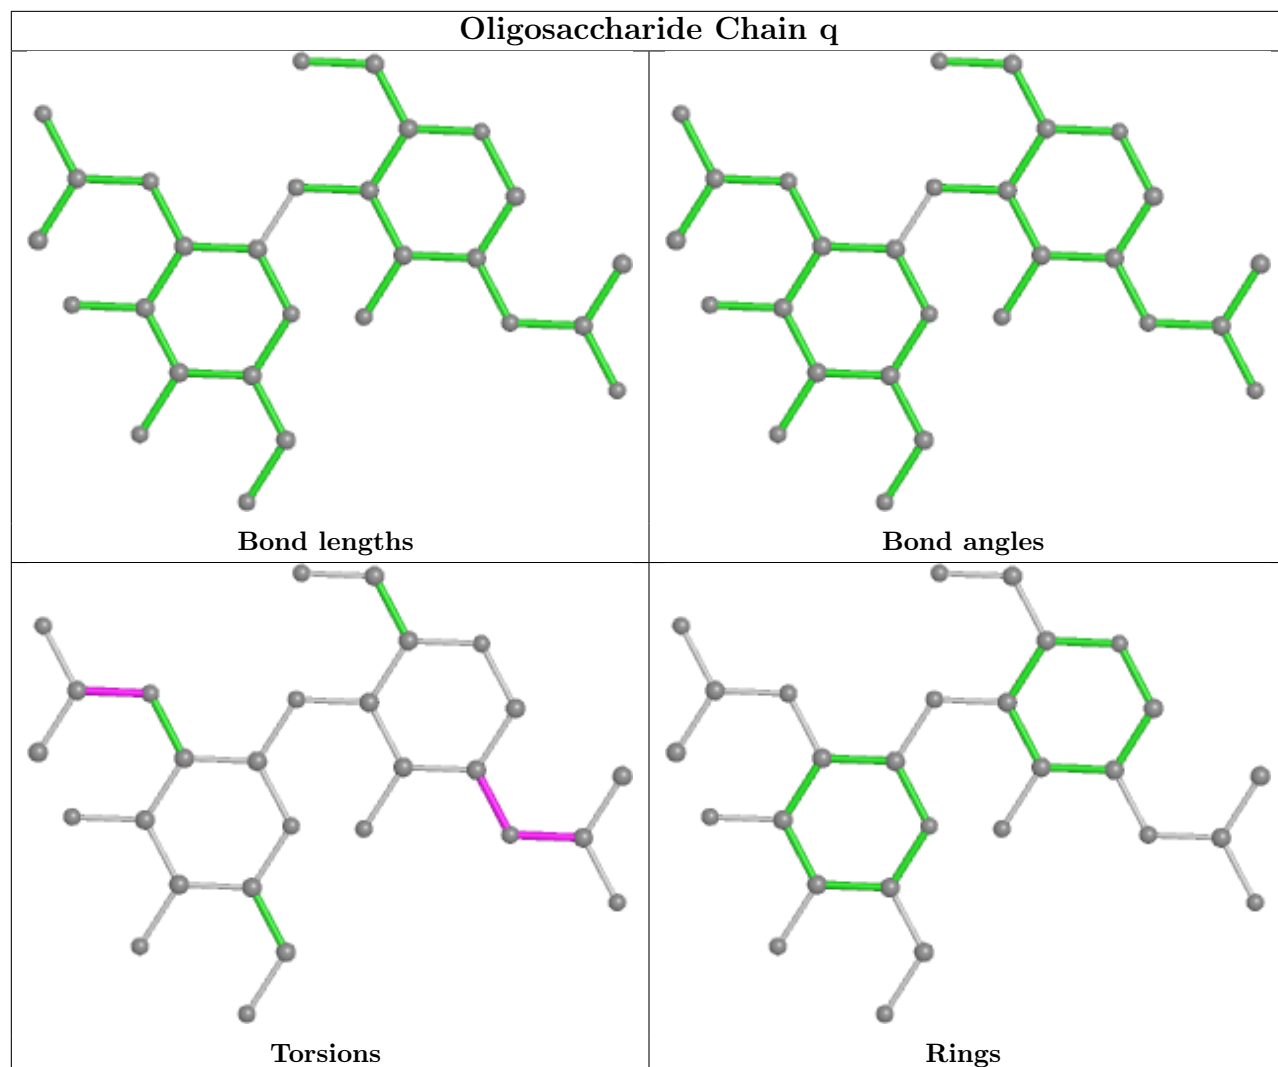 Oligosaccharide Chain q
Bond lengths
Bond angles
Torsions
Rings